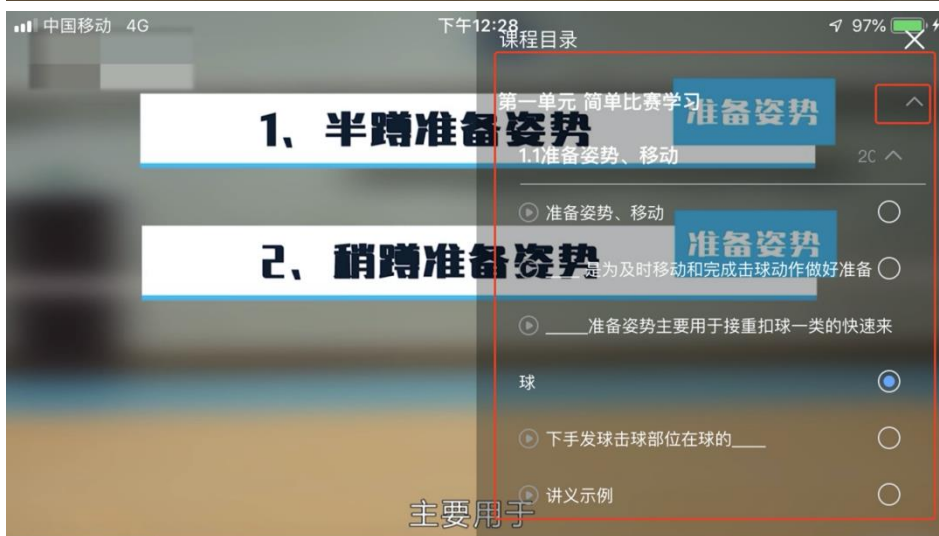 中国移动 4G
下午12:28
97%
课程目录
第一单元 简单比赛学习
准备姿势
1、半蹲准备姿势
1.1准备姿势、移动
准备姿势、移动
准备姿势
2、稍蹲准备姿势
____是为及时移动和完成击球动作做好准备
____准备姿势主要用于接重扣球一类的快速来
球
下手发球击球部位在球的____
讲义示例
主要用于